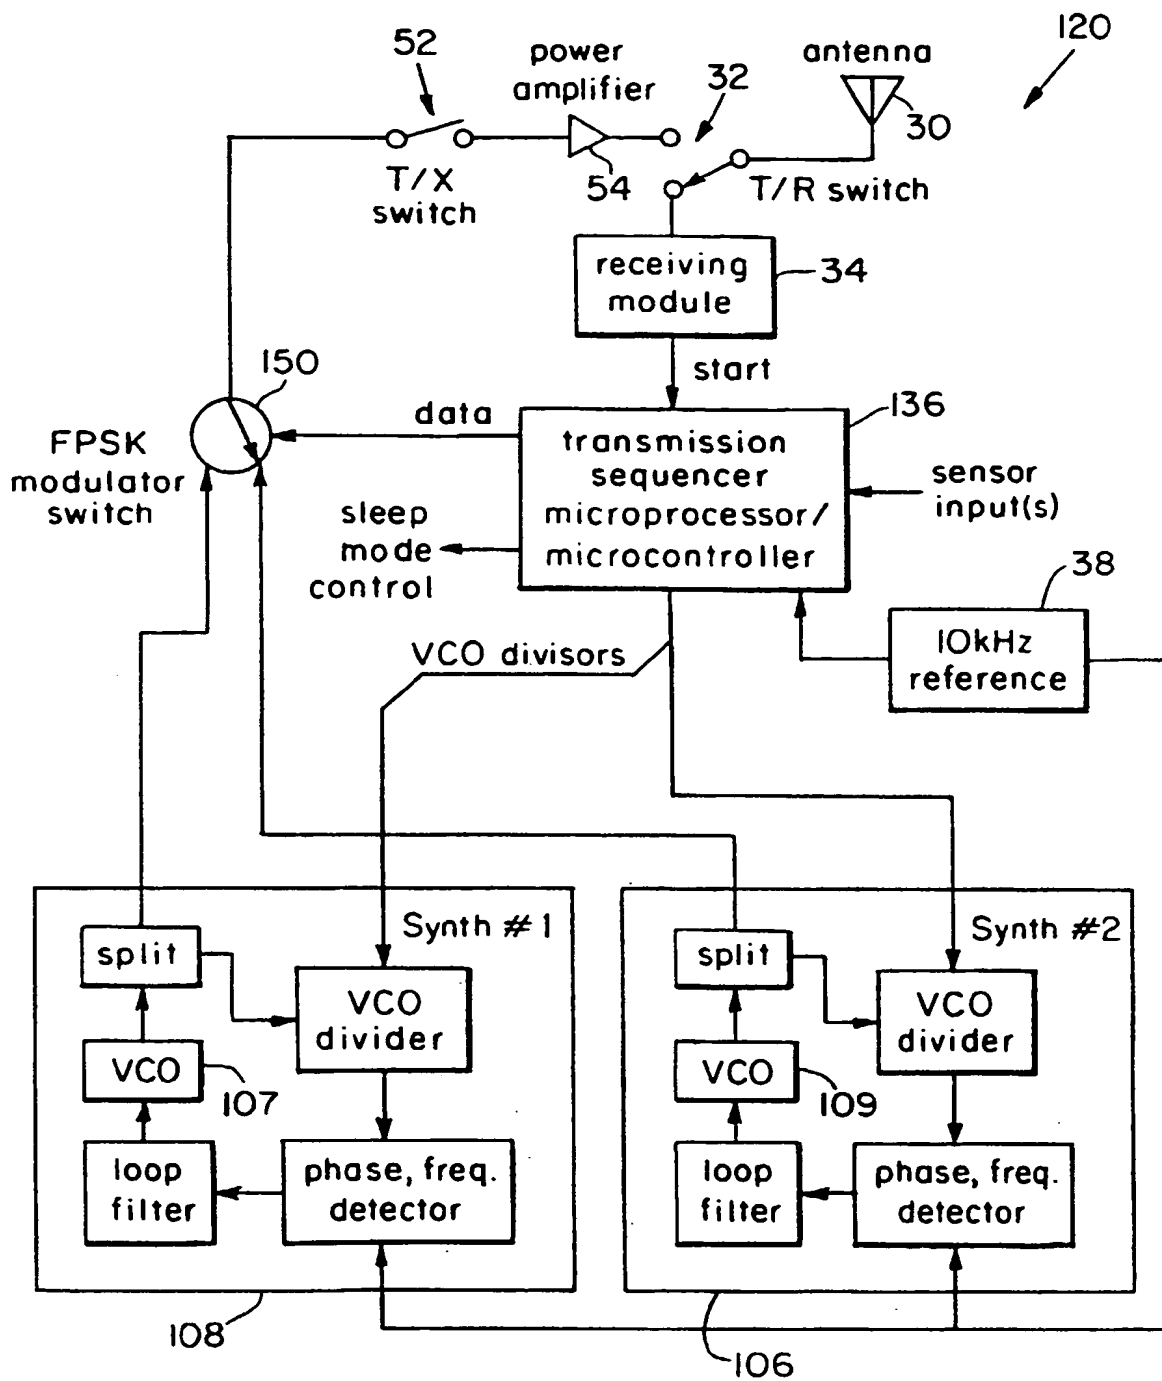 120
52
power
amplifier
32
antenna
30
T/X
switch
54
T/R switch
receiving
module
34
start
150
data
136
FPSK
modulator
switch
transmission
sequencer
microprocessor/
microcontroller
sensor
input(s)
sleep
mode
control
38
10kHz
reference
VCO divisors
Synth #1
split
VCO
divider
VCO
107
loop
filter
phase, freq.
detector
108
Synth #2
split
VCO
divider
VCO
109
loop
filter
phase, freq.
detector
106